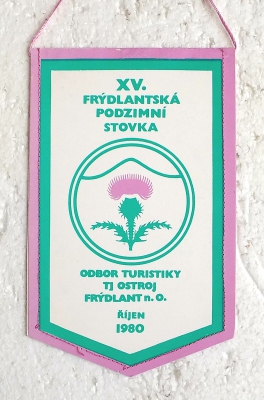 XV.
FRÝDLANTSKÁ
PODZIMNÍ
STOVKA
ODBOR TURISTIKY
TJ OSTROJ
FRÝDLANT n. O.
ŘÍJEN
1980